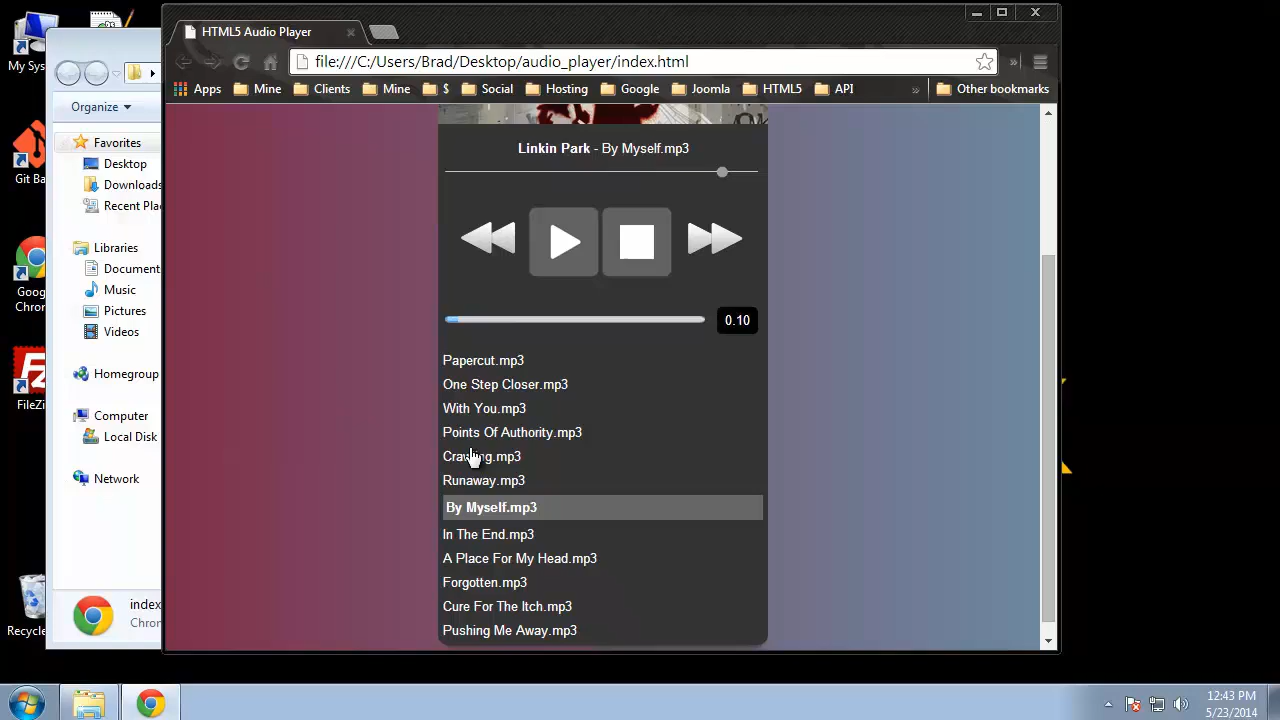 HTML5 Audio Player
file:///C:/Users/Brad/Desktop/audio_player/index.html
Apps Mine Clients Mine $ Social Hosting Google Joomla HTML5 API » Other bookmarks
My Sys
Git Ba
Goog
Chron
FileZi
Recycle
Organize
Favorites
Desktop
Downloads
Recent Plac
Libraries
Document
Music
Pictures
Videos
Homegroup
Computer
Local Disk
Network
index
Chro
Linkin Park - By Myself.mp3
0.10
Papercut.mp3
One Step Closer.mp3
With You.mp3
Points Of Authority.mp3
Crawling.mp3
Runaway.mp3
By Myself.mp3
In The End.mp3
A Place For My Head.mp3
Forgotten.mp3
Cure For The Itch.mp3
Pushing Me Away.mp3
12:43 PM
5/23/2014